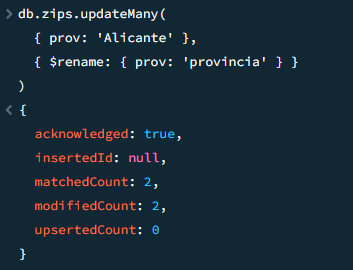 > db.zips.updateMany(
{ prov: 'Alicante' },
{ $rename: { prov: 'provincia' } }
)
< {
acknowledged: true,
insertedId: null,
matchedCount: 2,
modifiedCount: 2,
upsertedCount: 0
}